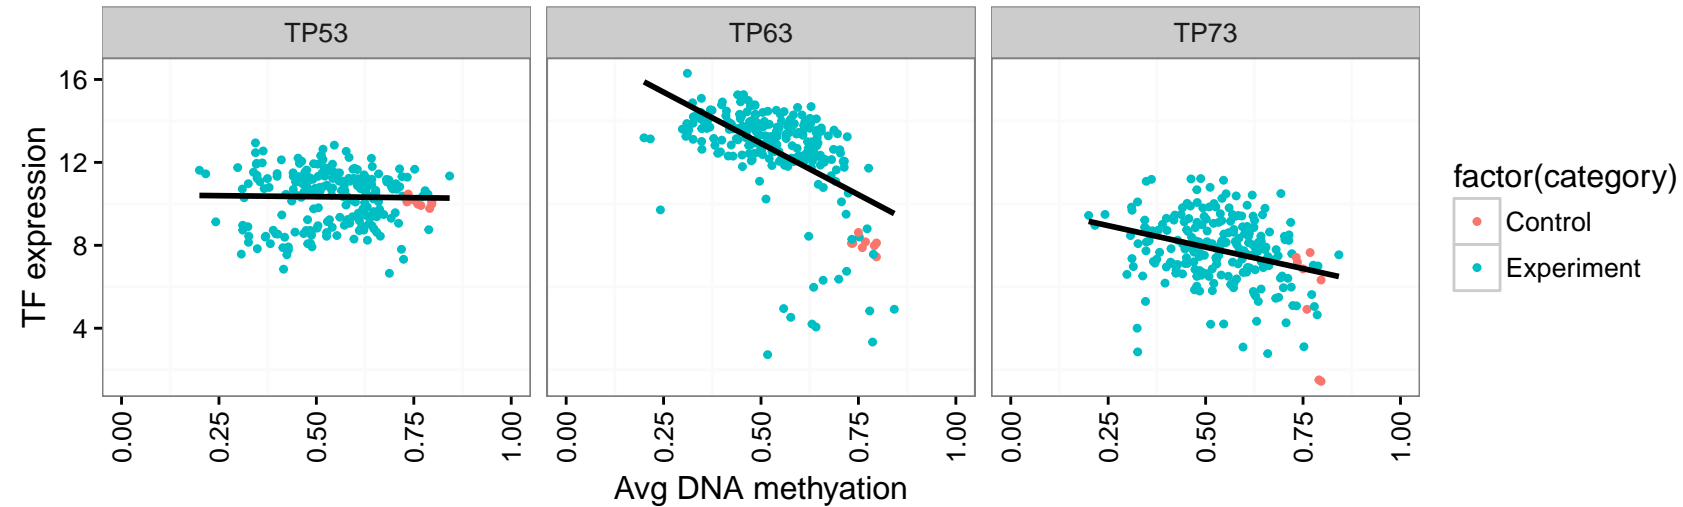 TP53 TP63 TP73
16
12
8
4
TF expression
0.00 0.25 0.50 0.75 1.00 0.00 0.25 0.50 0.75 1.00 0.00 0.25 0.50 0.75 1.00
Avg DNA methyation
factor(category)
Control
Experiment